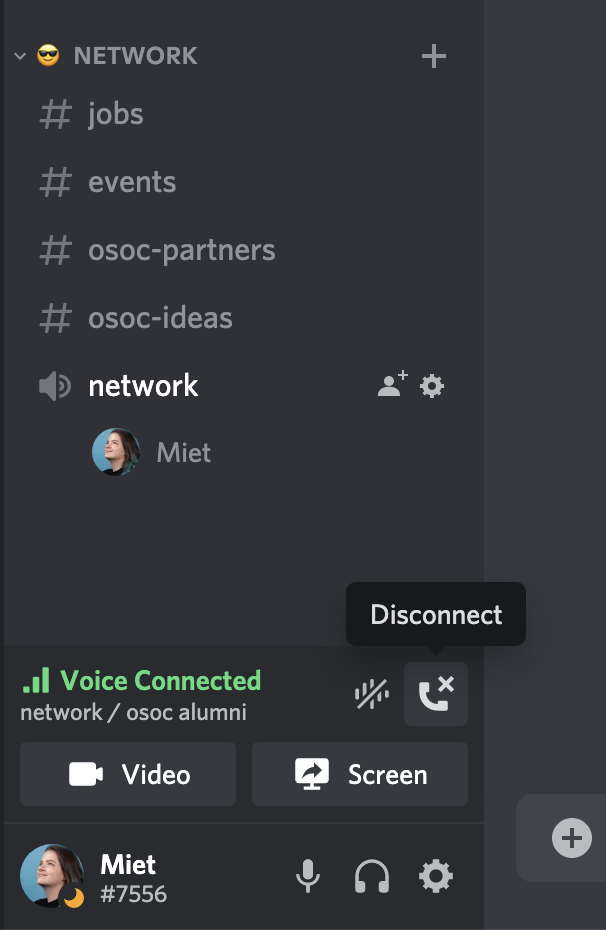 NETWORK
jobs
events
osoc-partners
osoc-ideas
network
Miet
Disconnect
Voice Connected
network / osoc alumni
Video
Screen
Miet
#7556